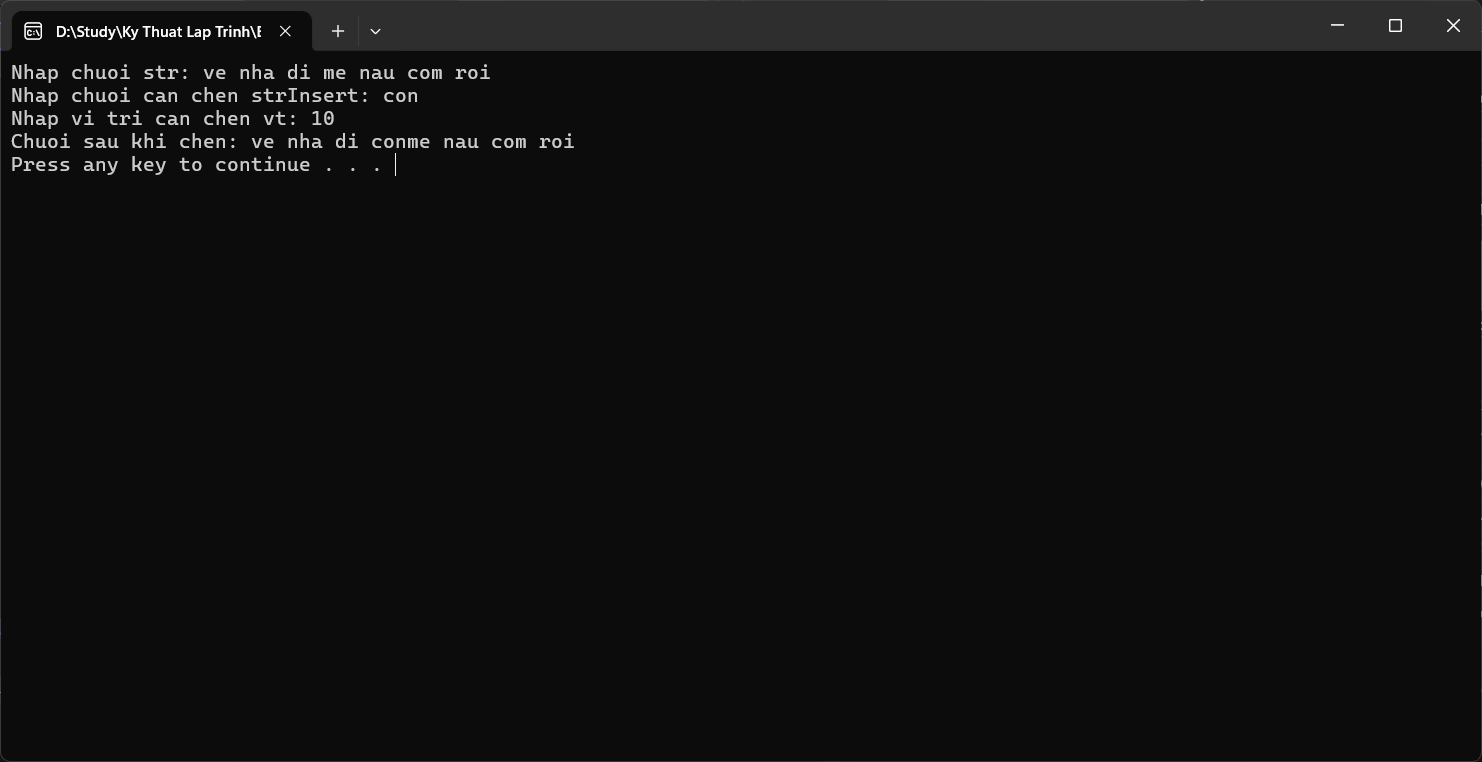 D:\Study\Ky Thuat Lap Trinh\
Nhap chuoi str: ve nha di me nau com roi
Nhap chuoi can chen strInsert: con
Nhap vi tri can chen vt: 10
Chuoi sau khi chen: ve nha di conme nau com roi
Press any key to continue . . .